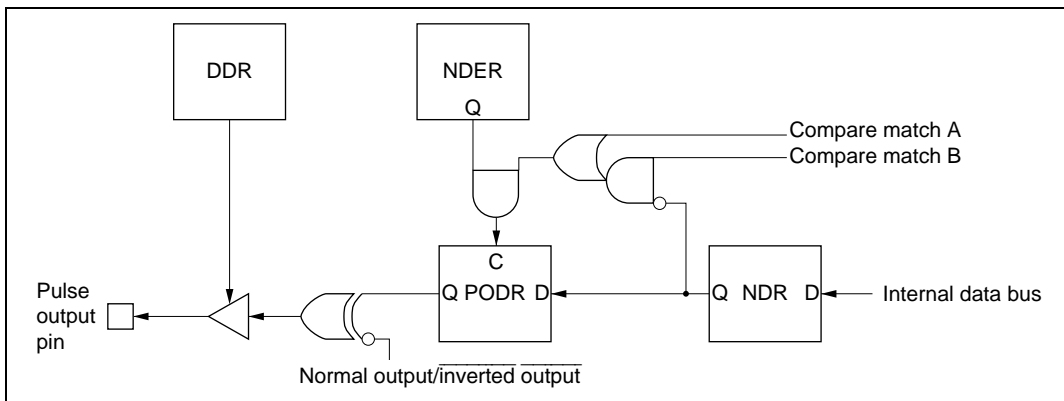 DDR
NDER
Q
Compare match A
Compare match B
C
Q PODR D
Q NDR D
Internal data bus
Pulse
output
pin
Normal output/inverted output